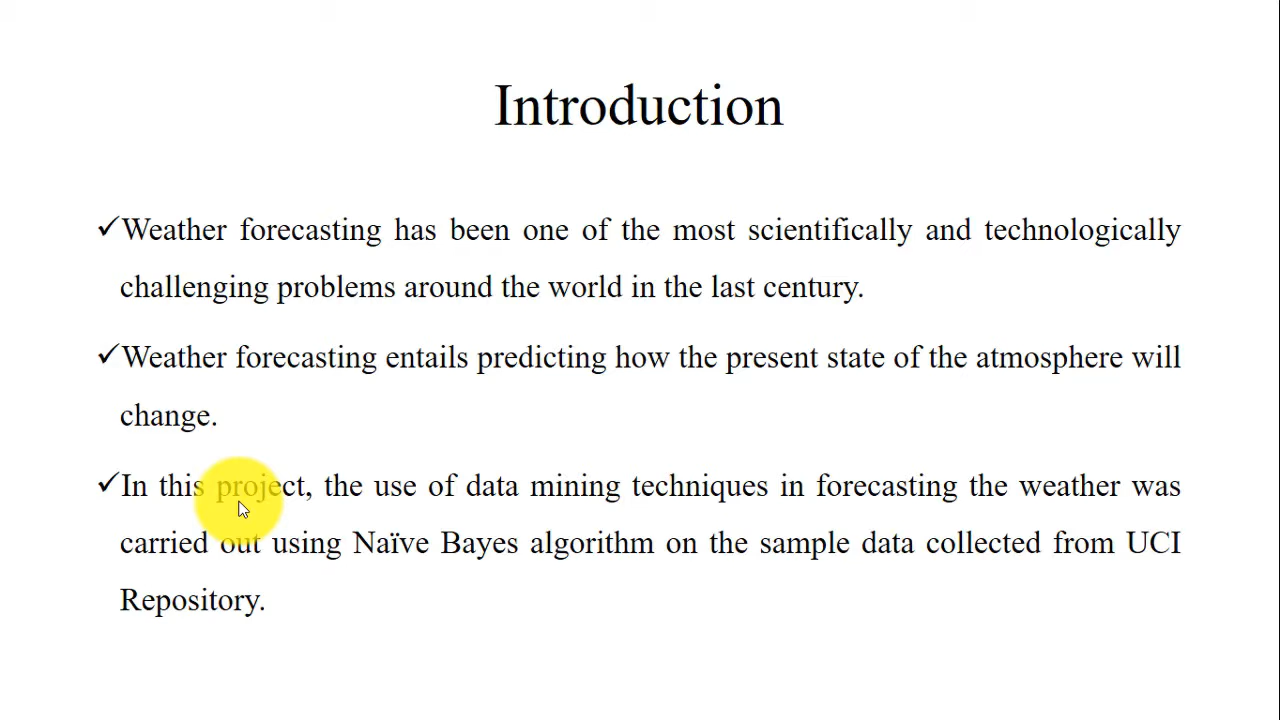 Introduction
✓Weather forecasting has been one of the most scientifically and technologically
challenging problems around the world in the last century.
✓Weather forecasting entails predicting how the present state of the atmosphere will
change.
✓In this project, the use of data mining techniques in forecasting the weather was
carried out using Naïve Bayes algorithm on the sample data collected from UCI
Repository.